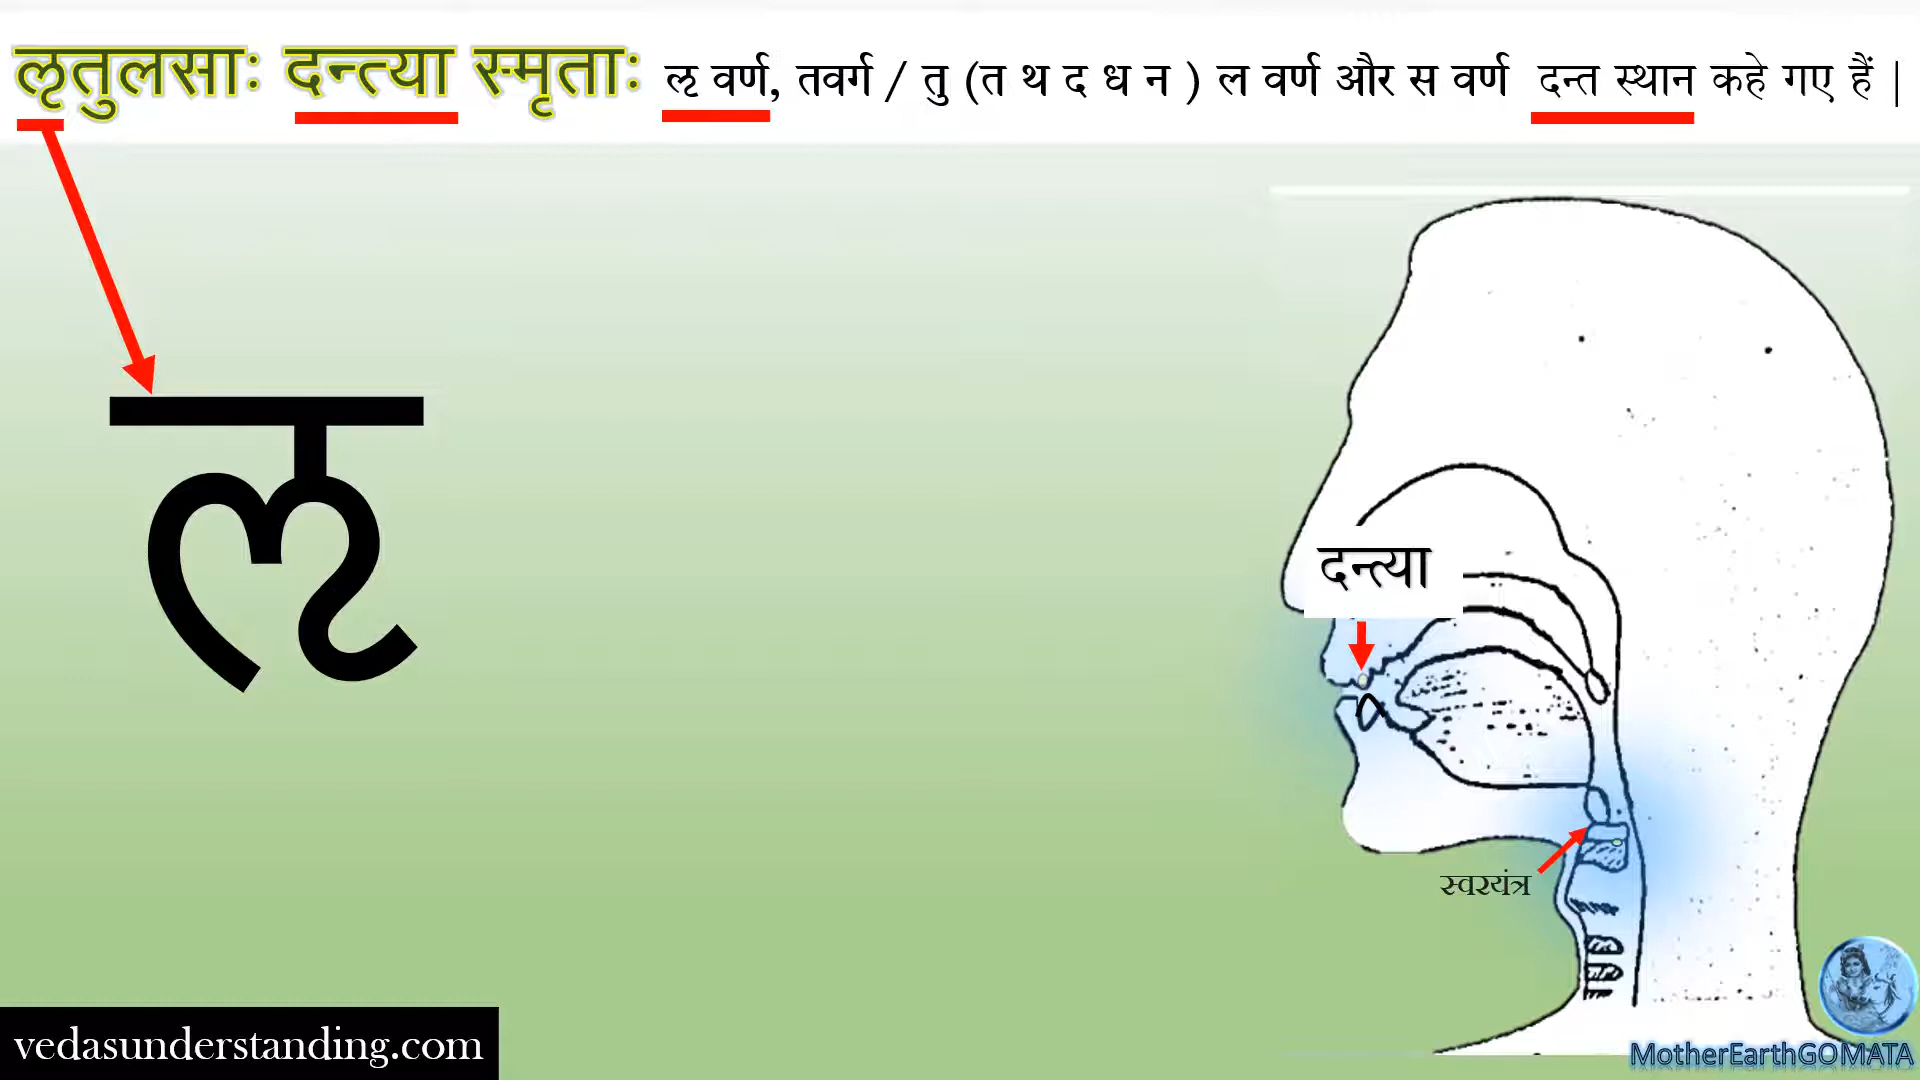 ऌतुलसाः दन्त्या स्मृताः ऌ वर्ण, तवर्ग / तु (त थ द ध न ) ल वर्ण और स वर्ण दन्त स्थान कहे गए हैं |
ऌ
दन्त्या
स्वरयंत्र
vedasunderstanding.com
MotherEarthGOMATA